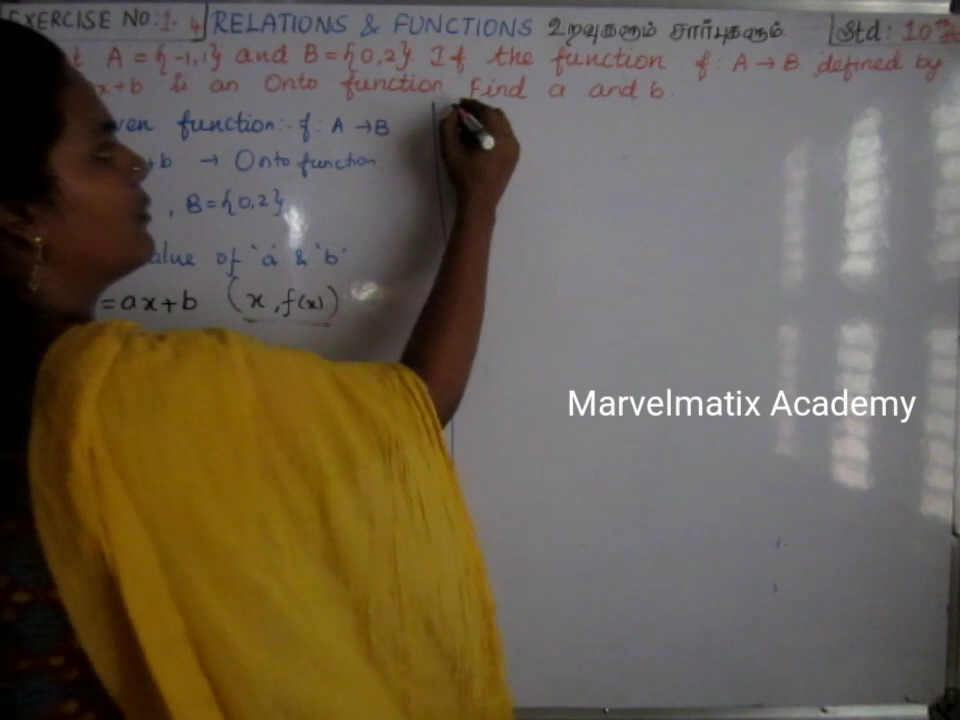 EXERCISE NO:1.4 RELATIONS & FUNCTIONS உறவுகளும் சார்புகளும் Std: 10
A = {-1,1} and B = {0,2} If the function f: A → B defined by
x+b is an Onto function Find a and b.
function:- f: A → B
+b → Onto function
, B = {0,2}
of 'a' & 'b'
= ax+b (x, f(x))
Marvelmatix Academy